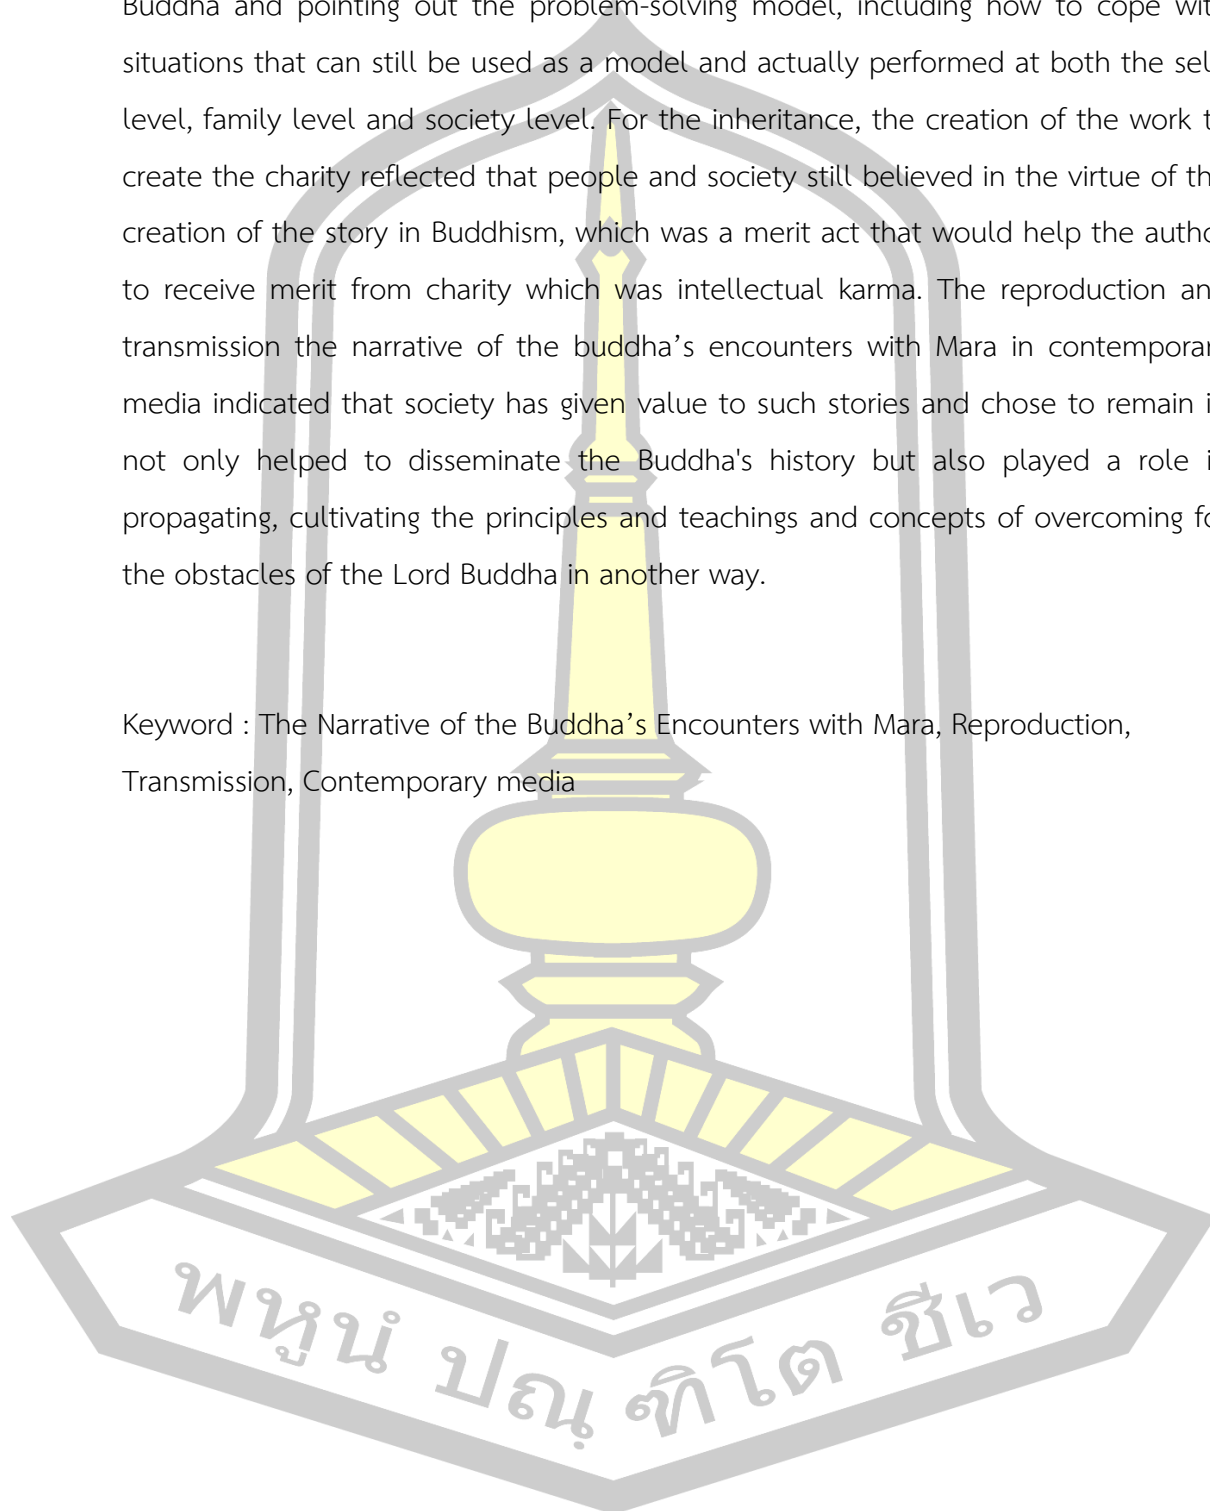 Buddha and pointing out the problem-solving model, including how to cope wit
situations that can still be used as a model and actually performed at both the sel
level, family level and society level. For the inheritance, the creation of the work t
create the charity reflected that people and society still believed in the virtue of th
creation of the story in Buddhism, which was a merit act that would help the autho
to receive merit from charity which was intellectual karma. The reproduction an
transmission the narrative of the buddha’s encounters with Mara in contemporar
media indicated that society has given value to such stories and chose to remain i
not only helped to disseminate the Buddha's history but also played a role i
propagating, cultivating the principles and teachings and concepts of overcoming fo
the obstacles of the Lord Buddha in another way.
Keyword : The Narrative of the Buddha’s Encounters with Mara, Reproduction,
Transmission, Contemporary media
พหูนํ ปณฺฑิโต ชีเว